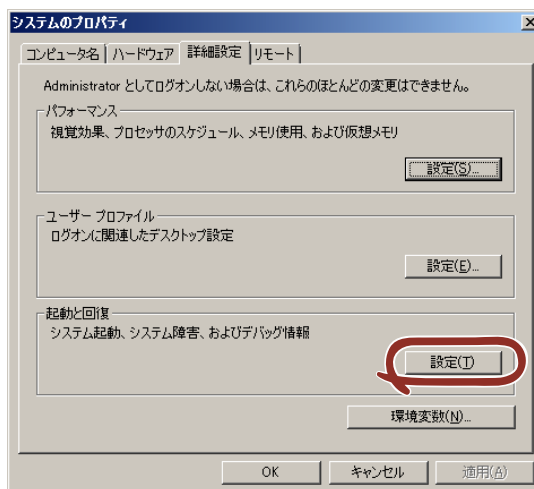 システムのプロパティ
コンピュータ名 ハードウェア 詳細設定 リモート
Administrator としてログオンしない場合は、これらのほとんどの変更はできません。
パフォーマンス
視覚効果、プロセッサのスケジュール、メモリ使用、および仮想メモリ
設定(S)...
ユーザー プロファイル
ログオンに関連したデスクトップ設定
設定(E)...
起動と回復
システム起動、システム障害、およびデバッグ情報
設定(T)
環境変数(N)...
OK キャンセル 適用(A)